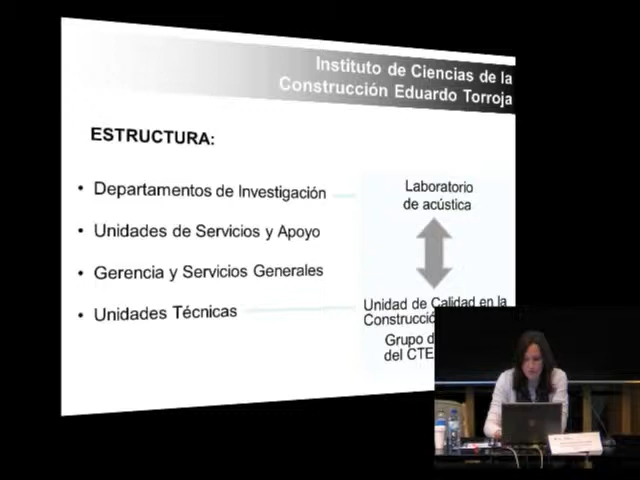 Instituto de Ciencias de la
Construcción Eduardo Torroja
ESTRUCTURA:
• Departamentos de Investigación
• Unidades de Servicios y Apoyo
• Gerencia y Servicios Generales
• Unidades Técnicas
Laboratorio
de acústica
Unidad de Calidad en la
Construcción
Grupo
del CTE